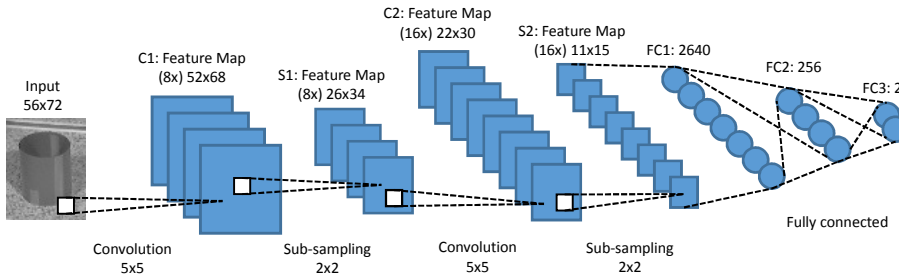 Input
56x72
C1: Feature Map
(8x) 52x68
S1: Feature Map
(8x) 26x34
C2: Feature Map
(16x) 22x30
S2: Feature Map
(16x) 11x15
FC1: 2640
FC2: 256
FC3: 2
Convolution
5x5
Sub-sampling
2x2
Convolution
5x5
Sub-sampling
2x2
Fully connected